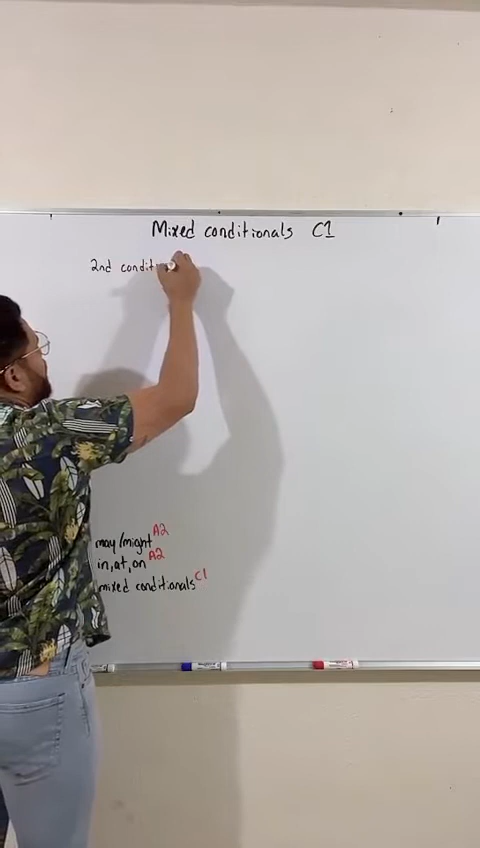 Mixed conditionals C1
2nd condit
may/might A2
in, at, on A2
mixed conditionals C1